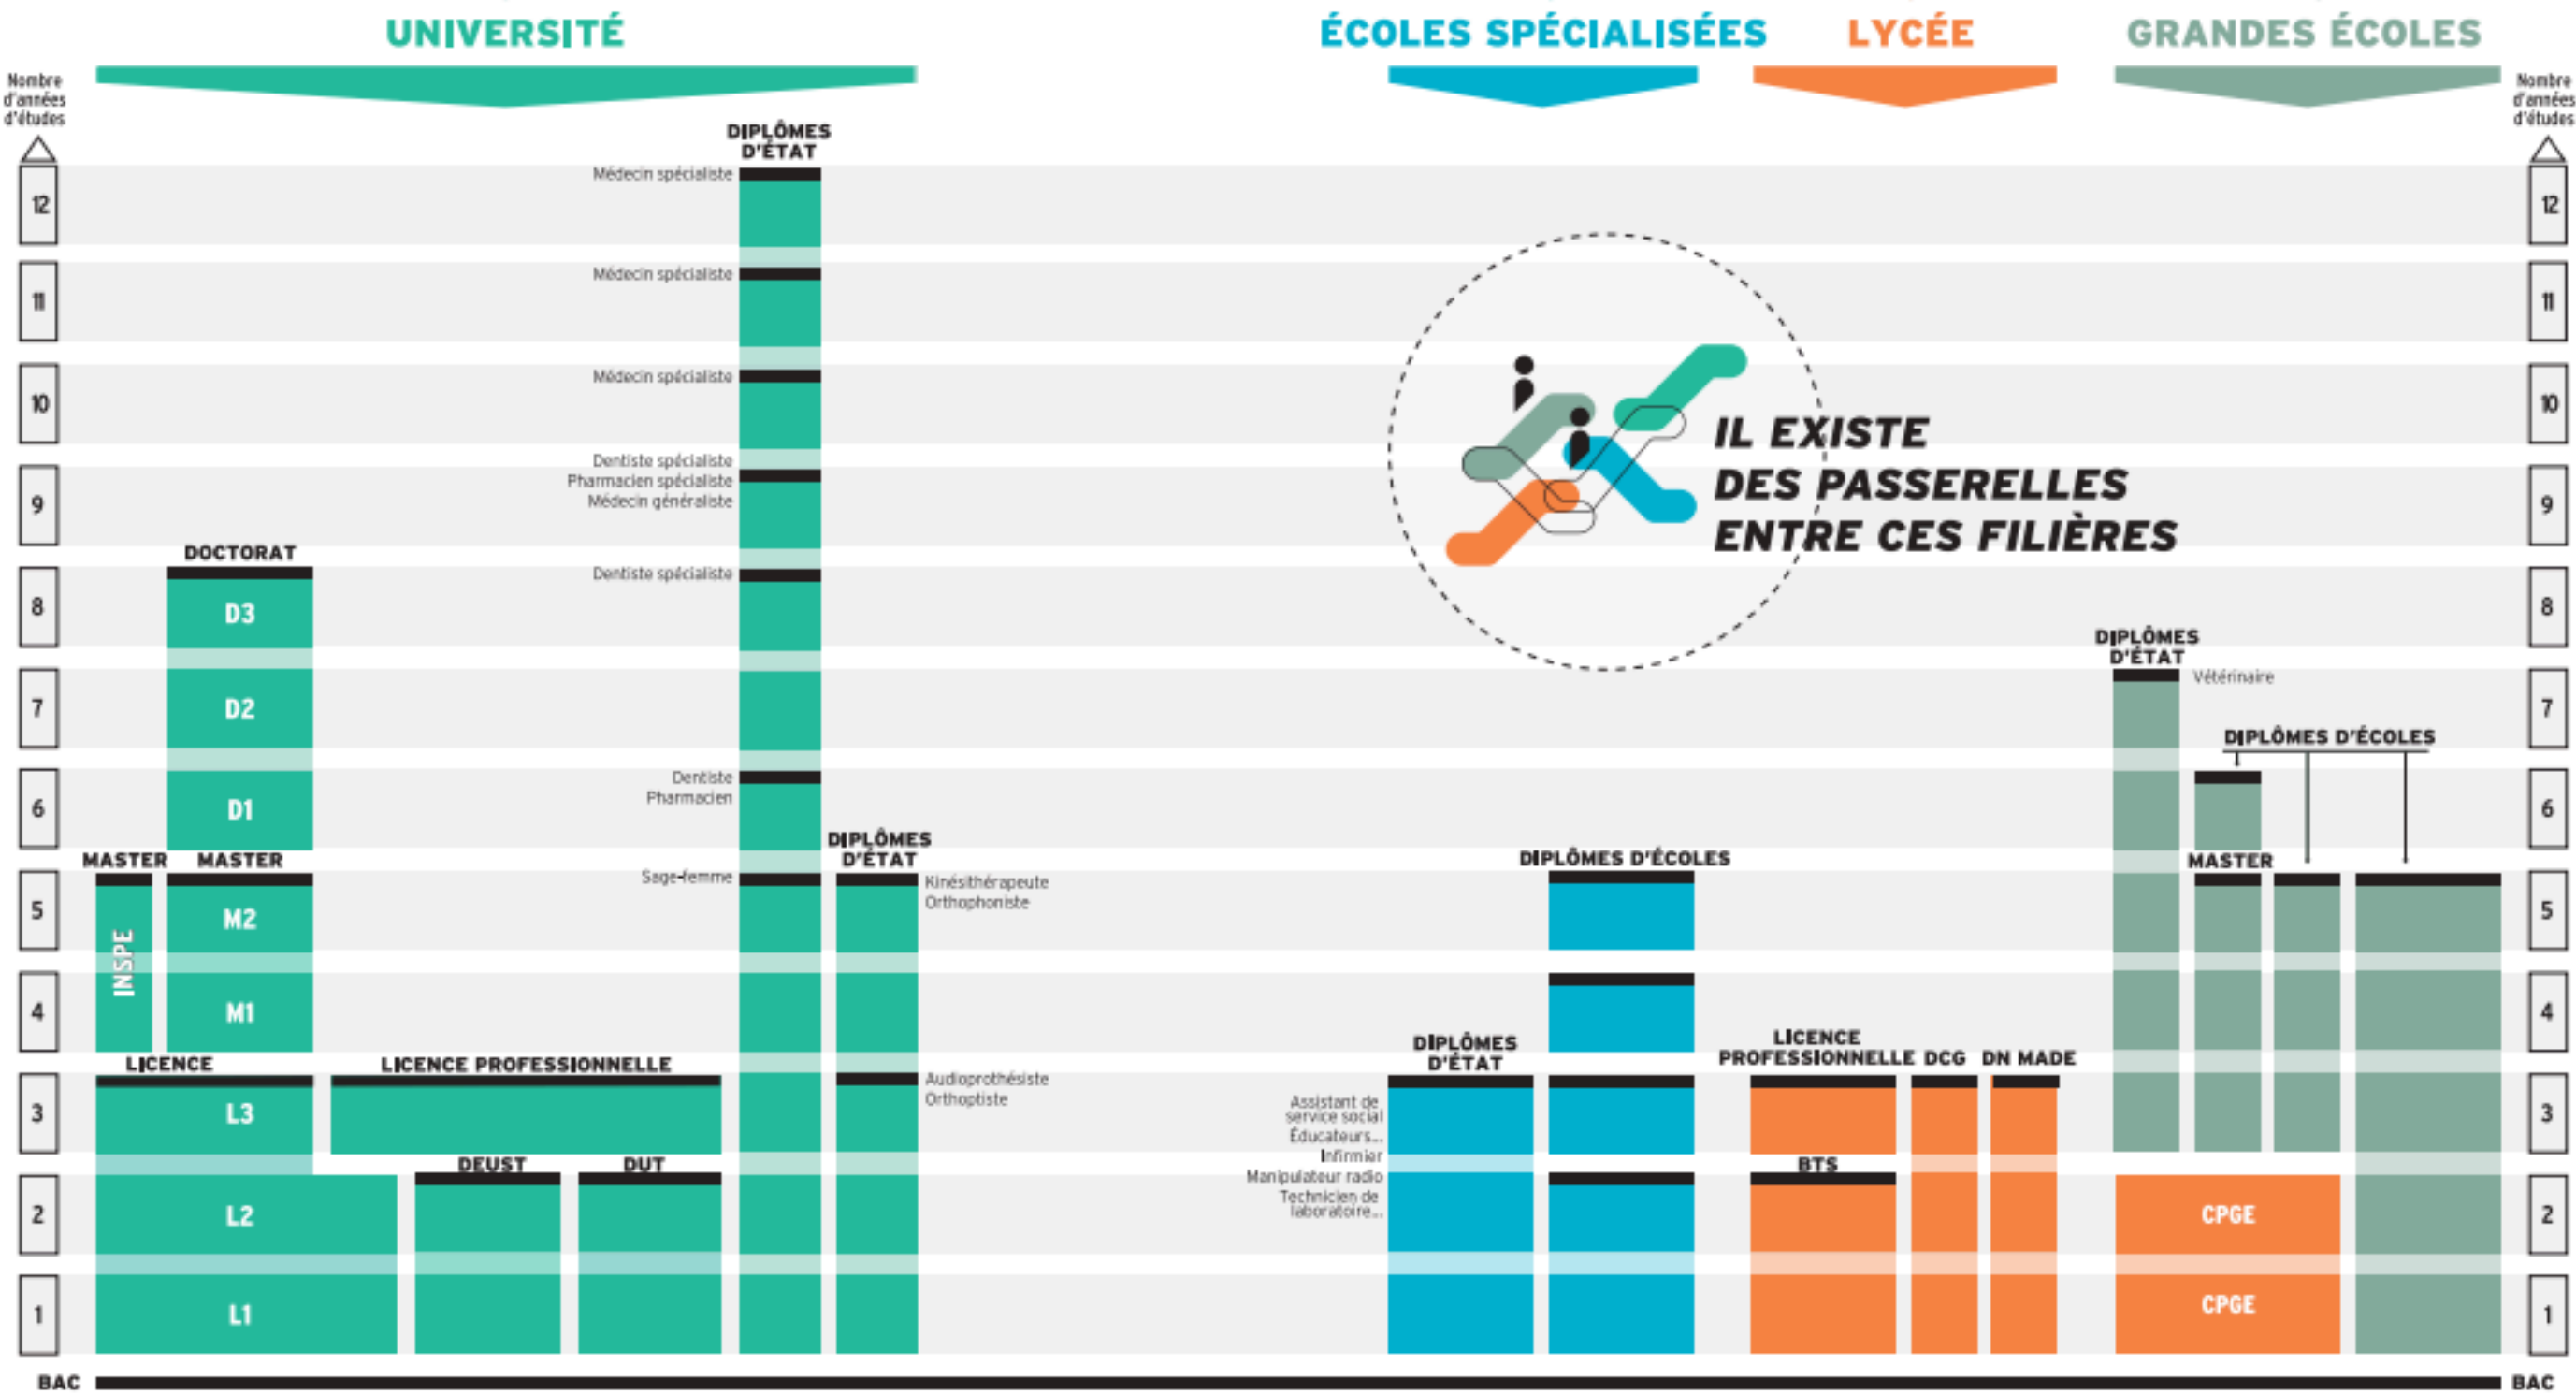 UNIVERSITÉ
ÉCOLES SPÉCIALISÉES
LYCÉE
GRANDES ÉCOLES
Nombre
d'années
d'études
Nombre
d'années
d'études
DIPLÔMES
D'ÉTAT
12
Médecin spécialiste
12
11
Médecin spécialiste
11
10
Médecin spécialiste
10
IL EXISTE
DES PASSERELLES
ENTRE CES FILIÈRES
9
Dentiste spécialiste
Pharmacien spécialiste
Médecin généraliste
9
DOCTORAT
8
D3
Dentiste spécialiste
8
DIPLÔMES
D'ÉTAT
Vétérinaire
7
D2
7
DIPLÔMES D'ÉCOLES
6
D1
Dentiste
Pharmacien
6
DIPLÔMES
D'ÉTAT
MASTER
MASTER
DIPLÔMES D'ÉCOLES
MASTER
5
INSPE
M2
Sage-femme
Kinésithérapeute
Orthophoniste
5
4
M1
4
LICENCE
LICENCE PROFESSIONNELLE
DIPLÔMES
D'ÉTAT
LICENCE
PROFESSIONNELLE
DCG
DN MADE
3
L3
Audioprothésiste
Orthoptiste
Assistant de
service social
Éducateurs...
Infirmier
Manipulateur radio
Technicien de
laboratoire...
3
DEUST
DUT
BTS
2
L2
CPGE
2
1
L1
CPGE
1
BAC
BAC